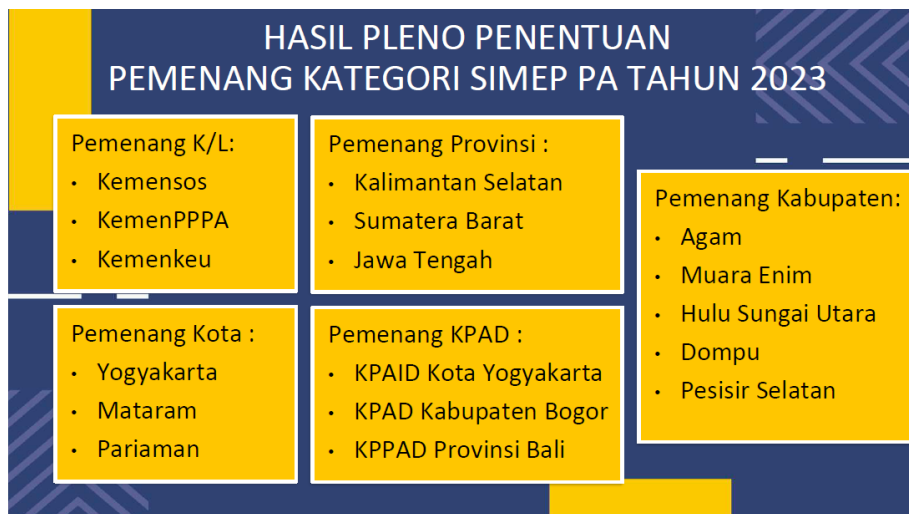 HASIL PLENO PENENTUAN
PEMENANG KATEGORI SIMEP PA TAHUN 2023
Pemenang K/L:
• Kemensos
• KemenPPPA
• Kemenkeu
Pemenang Provinsi :
• Kalimantan Selatan
• Sumatera Barat
• Jawa Tengah
Pemenang Kabupaten:
• Agam
• Muara Enim
• Hulu Sungai Utara
• Dompu
• Pesisir Selatan
Pemenang Kota :
• Yogyakarta
• Mataram
• Pariaman
Pemenang KPAD :
• KPAID Kota Yogyakarta
• KPAD Kabupaten Bogor
• KPPAD Provinsi Bali